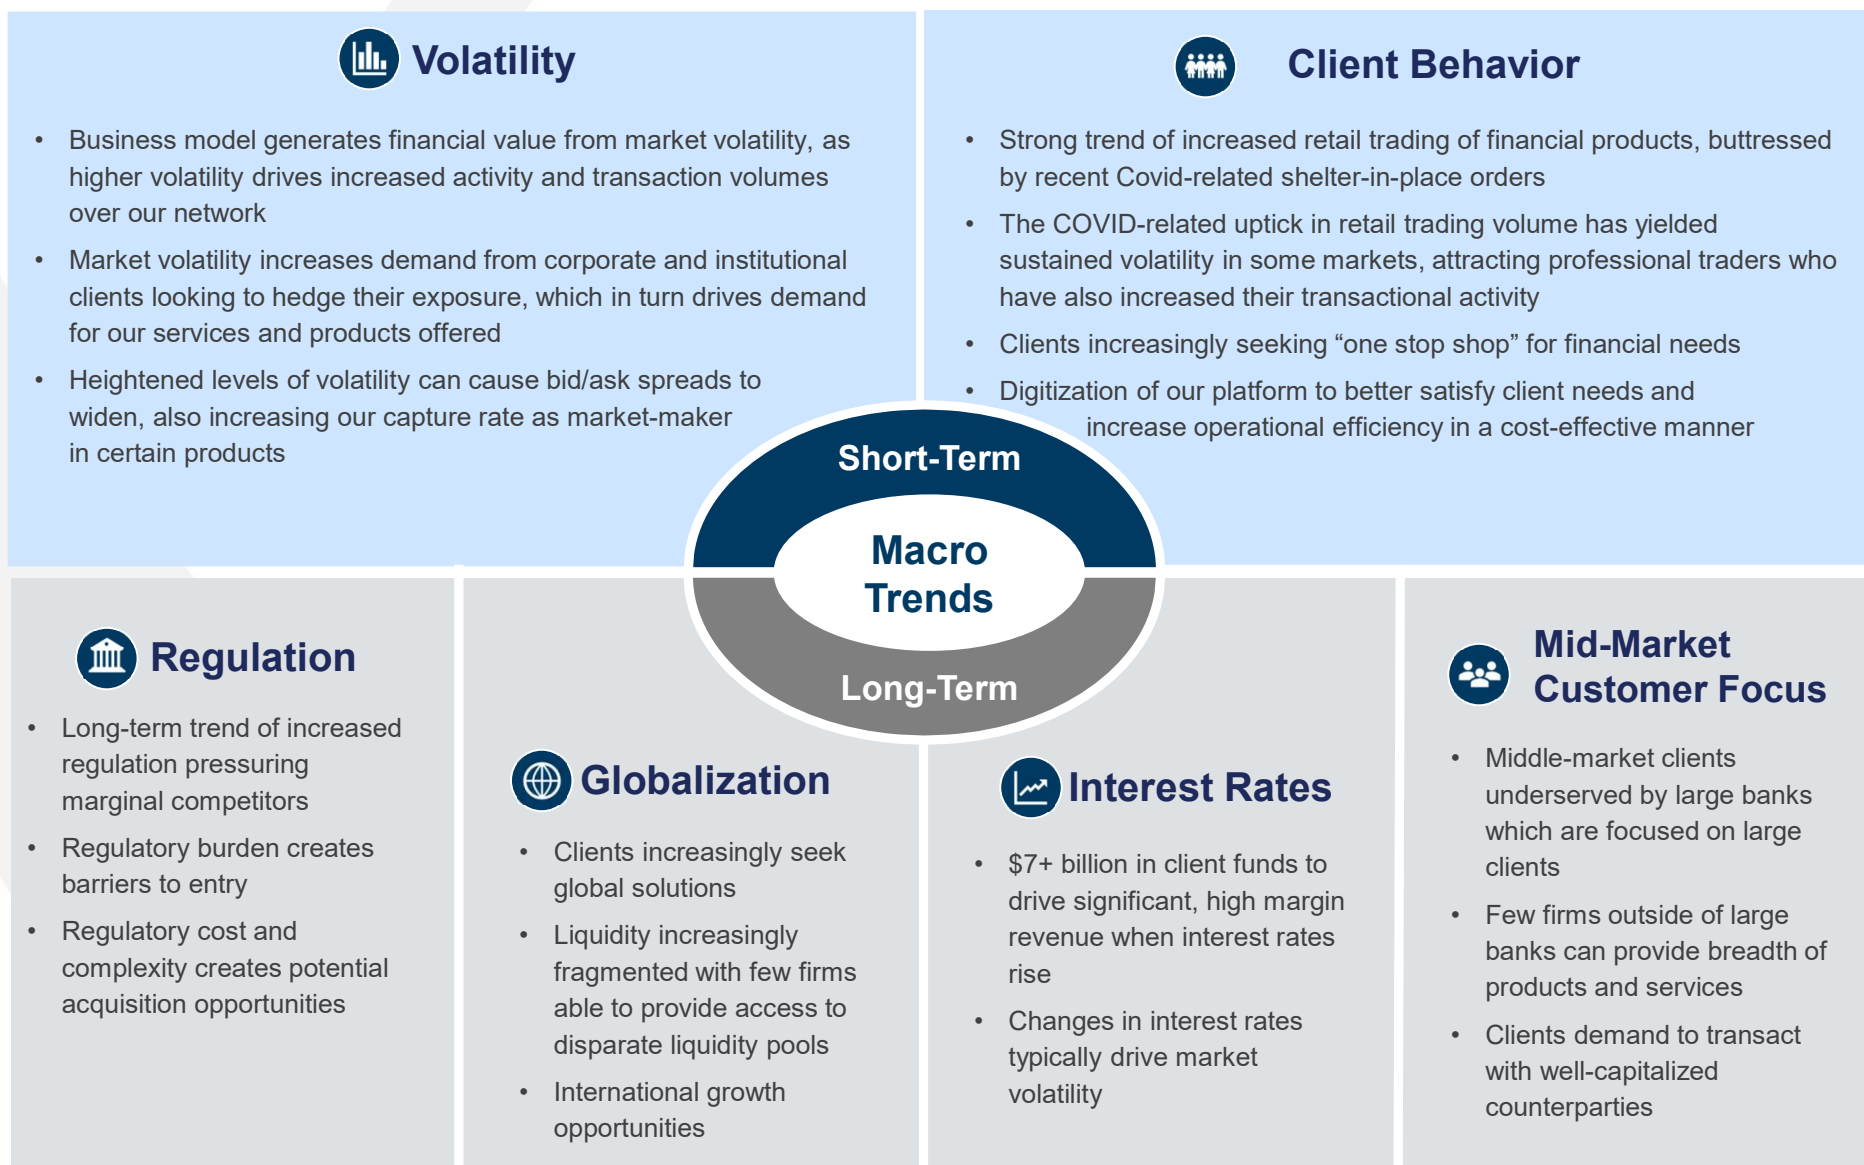 Volatility
• Business model generates financial value from market volatility, as
higher volatility drives increased activity and transaction volumes
over our network
• Market volatility increases demand from corporate and institutional
clients looking to hedge their exposure, which in turn drives demand
for our services and products offered
• Heightened levels of volatility can cause bid/ask spreads to
widen, also increasing our capture rate as market-maker
in certain products
Client Behavior
• Strong trend of increased retail trading of financial products, buttressed
by recent Covid-related shelter-in-place orders
• The COVID-related uptick in retail trading volume has yielded
sustained volatility in some markets, attracting professional traders who
have also increased their transactional activity
• Clients increasingly seeking “one stop shop” for financial needs
• Digitization of our platform to better satisfy client needs and
increase operational efficiency in a cost-effective manner
Short-Term
Macro
Trends
Long-Term
Regulation
• Long-term trend of increased
regulation pressuring
marginal competitors
• Regulatory burden creates
barriers to entry
• Regulatory cost and
complexity creates potential
acquisition opportunities
Globalization
• Clients increasingly seek
global solutions
• Liquidity increasingly
fragmented with few firms
able to provide access to
disparate liquidity pools
• International growth
opportunities
Interest Rates
• $7+ billion in client funds to
drive significant, high margin
revenue when interest rates
rise
• Changes in interest rates
typically drive market
volatility
Mid-Market
Customer Focus
• Middle-market clients
underserved by large banks
which are focused on large
clients
• Few firms outside of large
banks can provide breadth of
products and services
• Clients demand to transact
with well-capitalized
counterparties